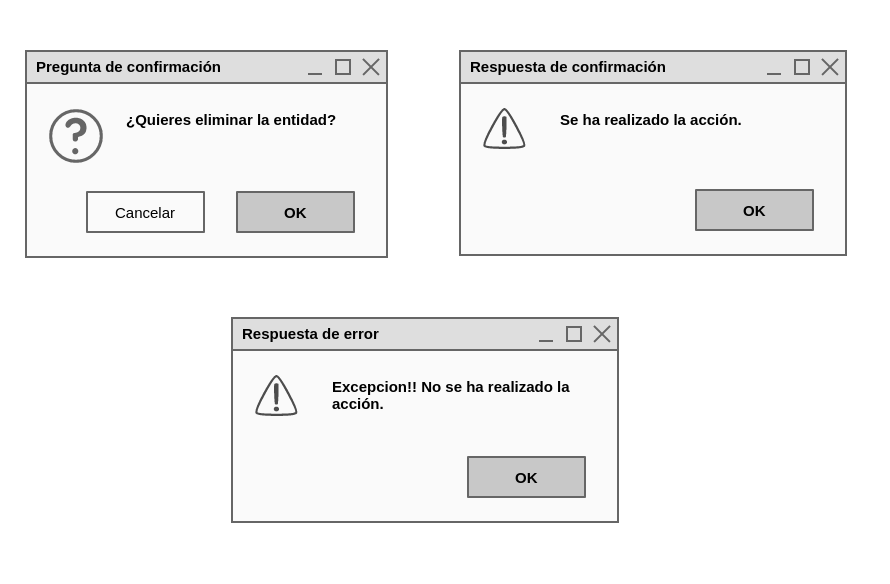 Pregunta de confirmación
¿Quieres eliminar la entidad?
Cancelar
OK
Respuesta de confirmación
Se ha realizado la acción.
OK
Respuesta de error
Excepcion!! No se ha realizado la
acción.
OK